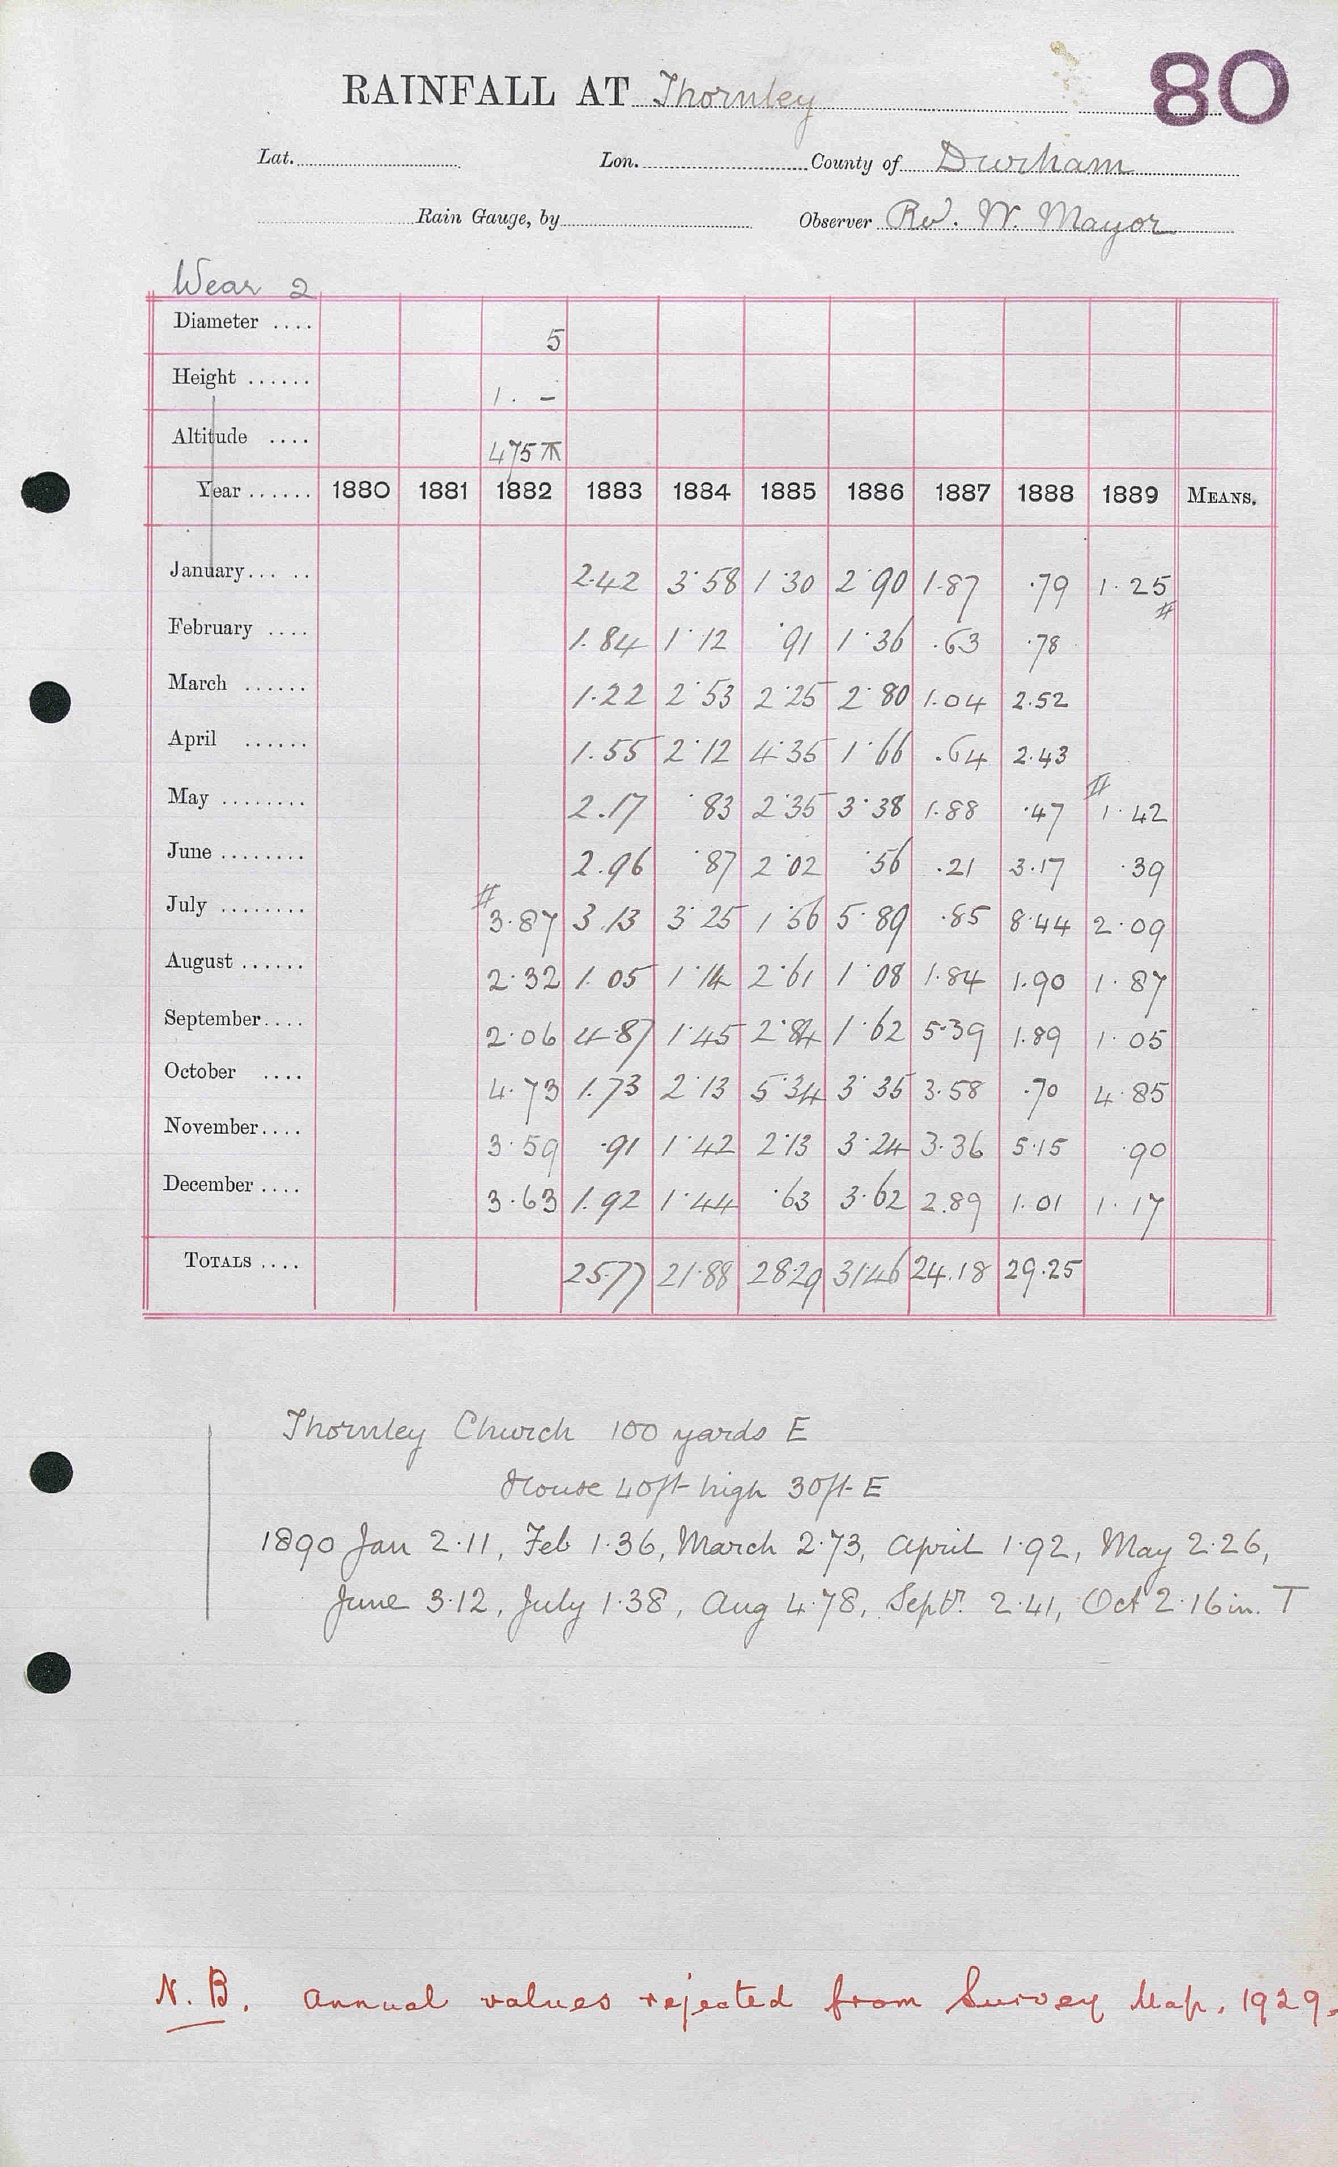 80
RAINFALL AT Thornley
Lat. Lon. County of Durham
Rain Gauge, by Observer Rev. W. Mayor
Wear 2
Diameter .... 5
Height ...... 1. -
Altitude .... 475
Year ...... 1880 1881 1882 1883 1884 1885 1886 1887 1888 1889 MEANS.
January... .. 2.42 3.58 1.30 2.90 1.87 .79 1.25 #
February .... 1.84 1.12 .91 1.36 .63 .78
March ...... 1.22 2.53 2.25 2.80 1.04 2.52
April ...... 1.55 2.12 4.35 1.66 .64 2.43
May ........ 2.17 .83 2.35 3.38 1.88 .47 # 1.42
June ........ 2.96 .87 2.02 .56 .21 3.17 .39
July ........ # 3.87 3.13 3.25 1.56 5.89 .85 8.44 2.09
August ...... 2.32 1.05 1.14 2.61 1.08 1.84 1.90 1.87
September.... 2.06 4.87 1.45 2.84 1.62 5.39 1.89 1.05
October .... 4.73 1.73 2.13 5.34 3.35 3.58 .70 4.85
November.... 3.59 .91 1.42 2.13 3.24 3.36 5.15 .90
December .... 3.63 1.92 1.44 .63 3.62 2.89 1.01 1.17
TOTALS .... 25.77 21.88 28.29 31.46 24.18 29.25
Thornley Church 100 yards E
House 40ft high 30ft E
1890 Jan 2.11, Feb 1.36, March 2.73, April 1.92, May 2.26,
June 3.12, July 1.38, Aug 4.78, Septr. 2.41, Oct 2.16 in. T
N.B. Annual values rejected from Survey Map. 1929.